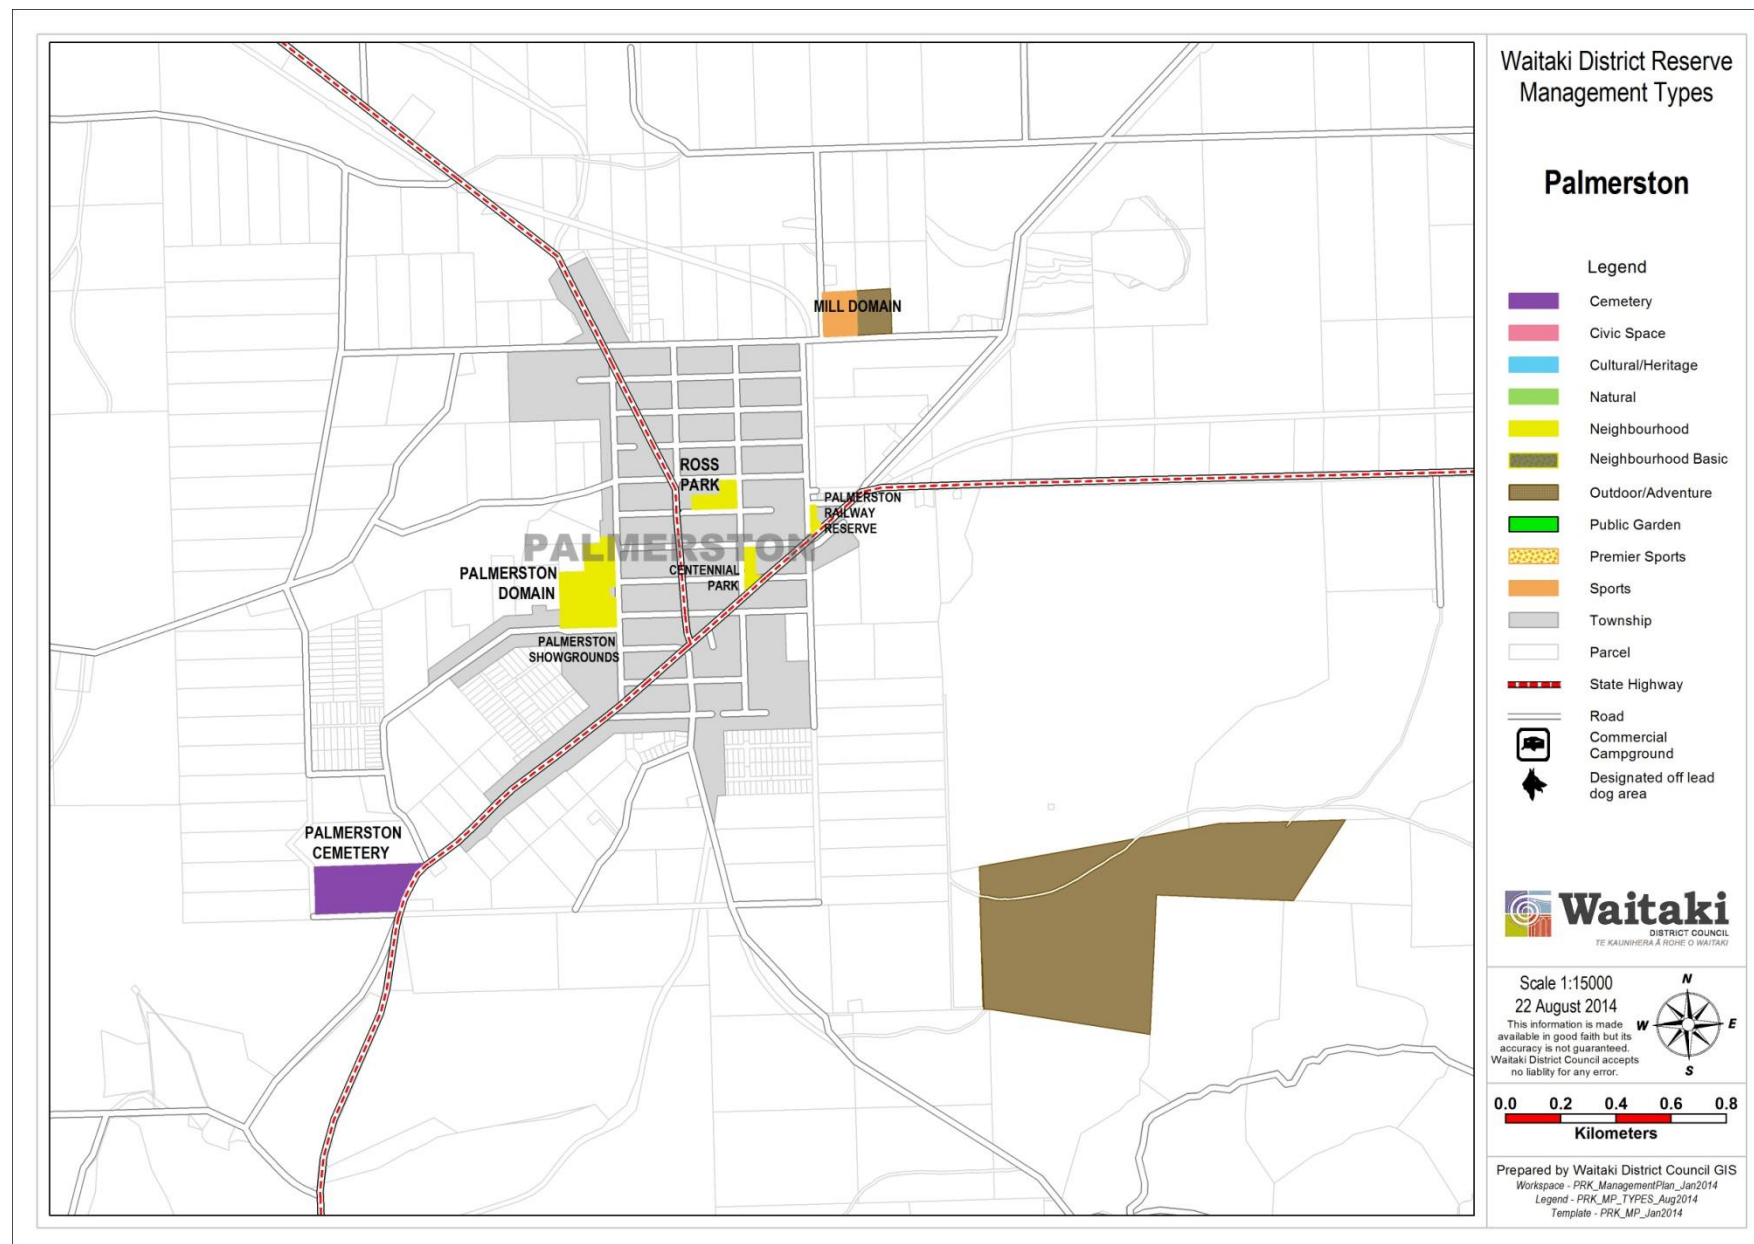 MILL DOMAIN
ROSS
PARK
PALMERSTON
RAILWAY
RESERVE
PALMERSTON
CENTENNIAL
PARK
PALMERSTON
DOMAIN
PALMERSTON
SHOWGROUNDS
PALMERSTON
CEMETERY
Waitaki District Reserve
Management Types
Palmerston
Legend
Cemetery
Civic Space
Cultural/Heritage
Natural
Neighbourhood
Neighbourhood Basic
Outdoor/Adventure
Public Garden
Premier Sports
Sports
Township
Parcel
State Highway
Road
Commercial
Campground
Designated off lead
dog area
Waitaki
DISTRICT COUNCIL
TE KAUNIHERA Ā ROHE O WAITAKI
Scale 1:15000
22 August 2014
This information is made
available in good faith but its
accuracy is not guaranteed.
Waitaki District Council accepts
no liablity for any error.
N
W E
S
0.0 0.2 0.4 0.6 0.8
Kilometers
Prepared by Waitaki District Council GIS
Workspace - PRK_ManagementPlan_Jan2014
Legend - PRK_MP_TYPES_Aug2014
Template - PRK_MP_Jan2014